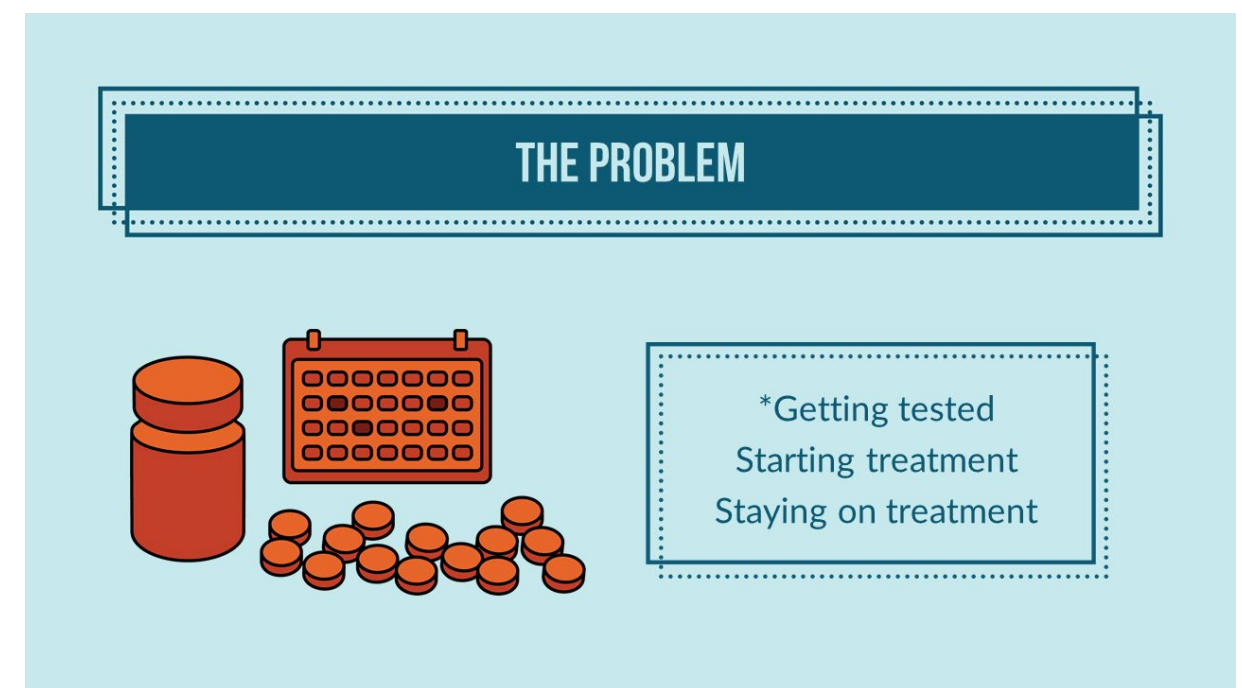 THE PROBLEM
*Getting tested
Starting treatment
Staying on treatment